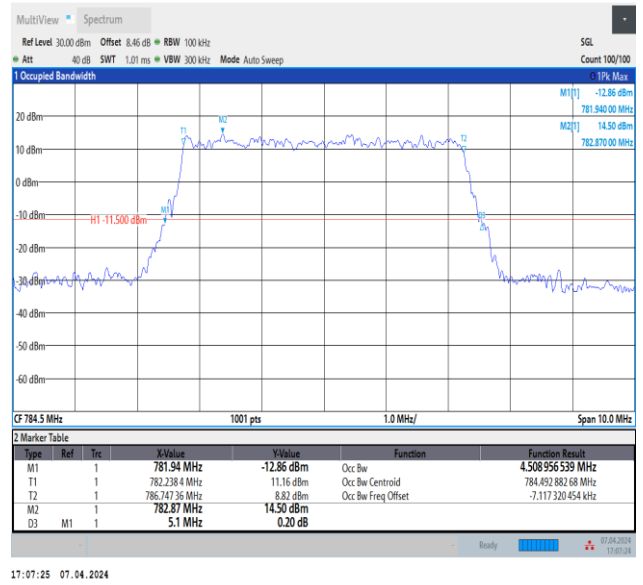 MultiView Spectrum
Ref Level 30.00 dBm Offset 8.46 dB RBW 100 kHz SGL
Att 40 dB SWT 1.01 ms VBW 300 kHz Mode Auto Sweep Count 100/100
1 Occupied Bandwidth 1Pk Max
M1[1] -12.86 dBm
781.940 00 MHz
M2[1] 14.50 dBm
782.870 00 MHz
20 dBm
M2
T1
T2
10 dBm
0 dBm
M1
D3
-10 dBm
H1 -11.500 dBm
-20 dBm
-30 dBm
-40 dBm
-50 dBm
-60 dBm
CF 784.5 MHz 1001 pts 1.0 MHz/ Span 10.0 MHz
2 Marker Table
Type Ref Trc X-Value Y-Value Function Function Result
M1 1 781.94 MHz -12.86 dBm Occ Bw 4.508 956 539 MHz
T1 1 782.238 4 MHz 11.16 dBm Occ Bw Centroid 784.492 882 68 MHz
T2 1 786.747 36 MHz 8.82 dBm Occ Bw Freq Offset -7.117 320 454 kHz
M2 1 782.87 MHz 14.50 dBm
D3 M1 1 5.1 MHz 0.20 dB
Ready 07.04.2024
17:07:24
17:07:25 07.04.2024